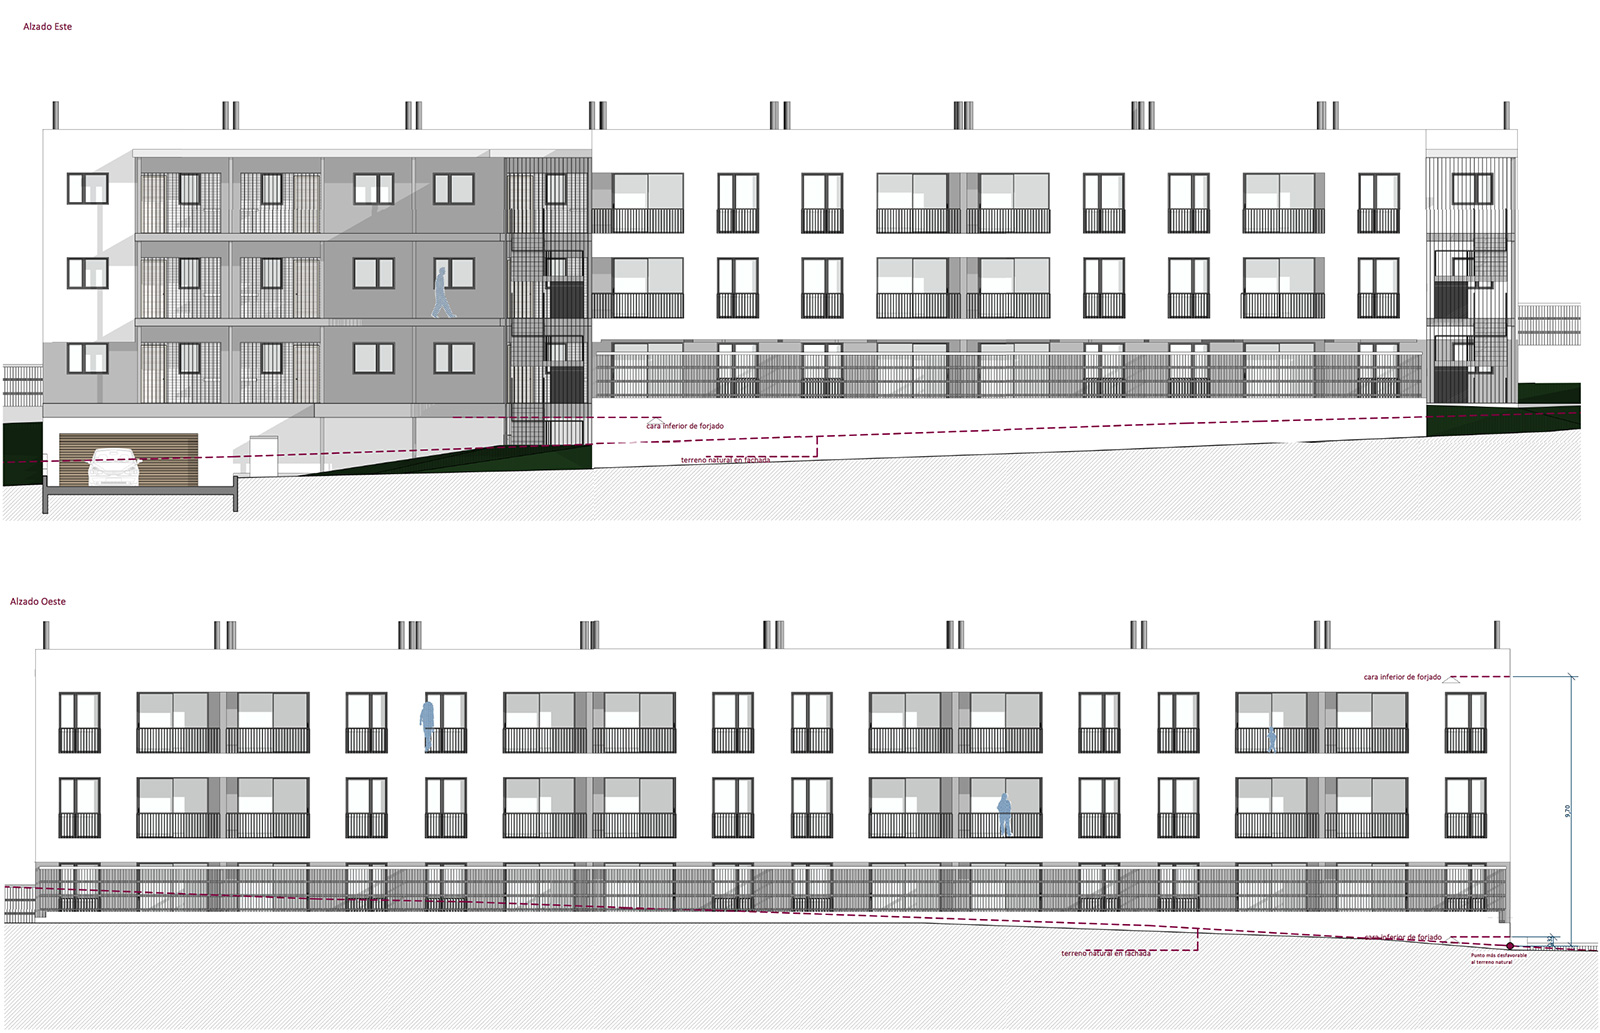 Alzado Este
cara inferior de forjado
terreno natural en fachada
Alzado Oeste
cara inferior de forjado
9,70
cara inferior de forjado
terreno natural en fachada
Punto más desfavorable
al terreno natural